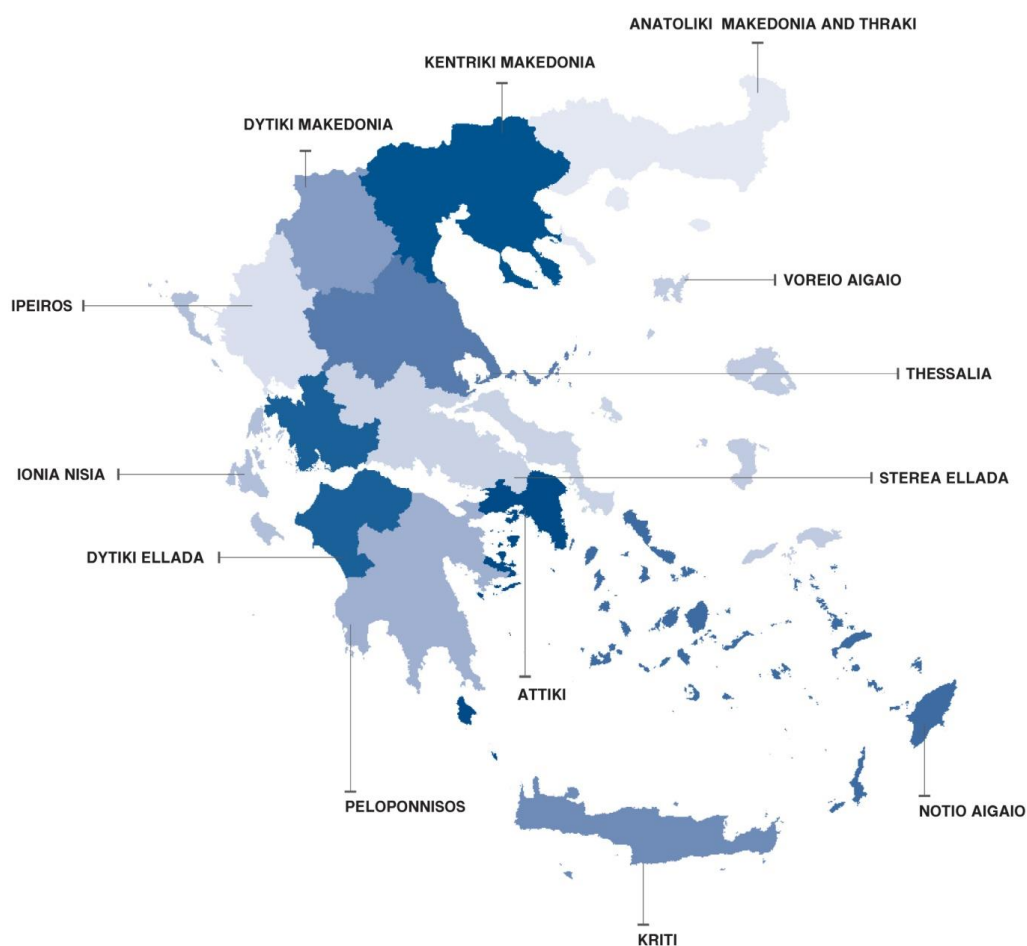 ANATOLIKI MAKEDONIA AND THRAKI
KENTRIKI MAKEDONIA
DYTIKI MAKEDONIA
VOREIO AIGAIO
IPEIROS
THESSALIA
IONIA NISIA
STEREA ELLADA
DYTIKI ELLADA
ATTIKI
PELOPONNISOS
NOTIO AIGAIO
KRITI